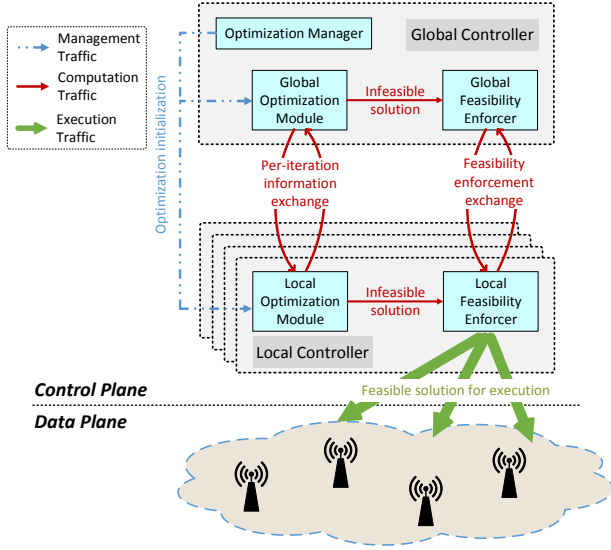 Management
Traffic
Computation
Traffic
Execution
Traffic
Optimization initialization
Optimization Manager
Global Controller
Global
Optimization
Module
Infeasible
solution
Global
Feasibility
Enforcer
Per-iteration
information
exchange
Feasibility
enforcement
exchange
Local
Optimization
Module
Infeasible
solution
Local
Feasibility
Enforcer
Local Controller
Control Plane
Feasible solution for execution
Data Plane